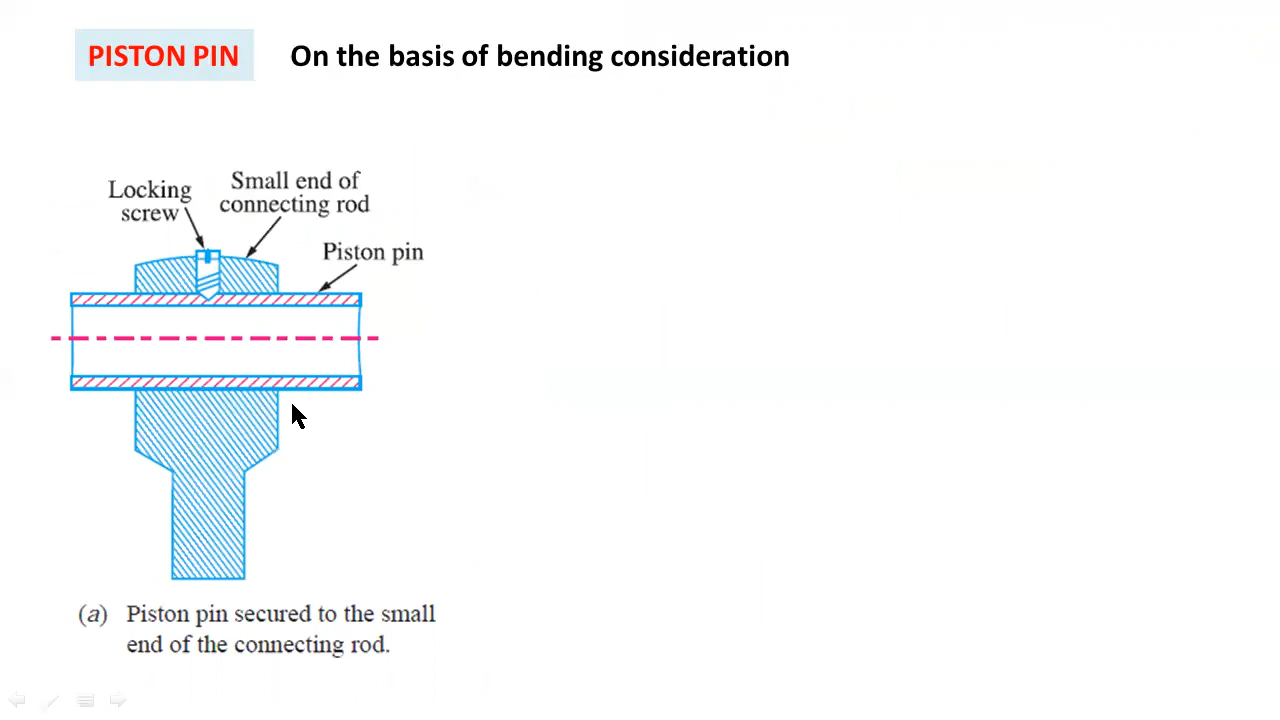 PISTON PIN On the basis of bending consideration
Locking
screw
Small end of
connecting rod
Piston pin
(a) Piston pin secured to the small
end of the connecting rod.